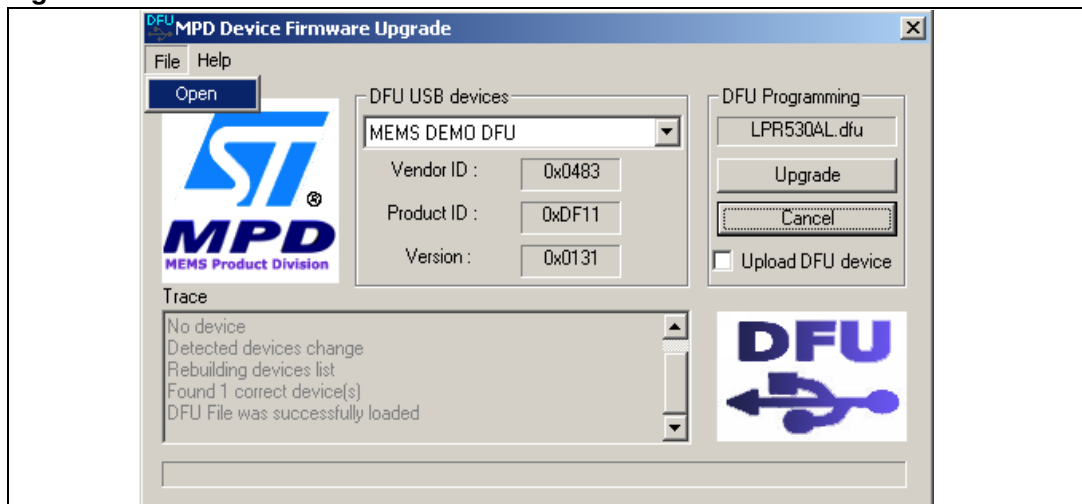 DFU
MPD Device Firmware Upgrade
File Help
Open
DFU USB devices
MEMS DEMO DFU
Vendor ID : 0x0483
Product ID : 0xDF11
Version : 0x0131
DFU Programming
LPR530AL.dfu
Upgrade
Cancel
Upload DFU device
ST
®
MPD
MEMS Product Division
Trace
No device
Detected devices change
Rebuilding devices list
Found 1 correct device(s)
DFU File was successfully loaded
DFU